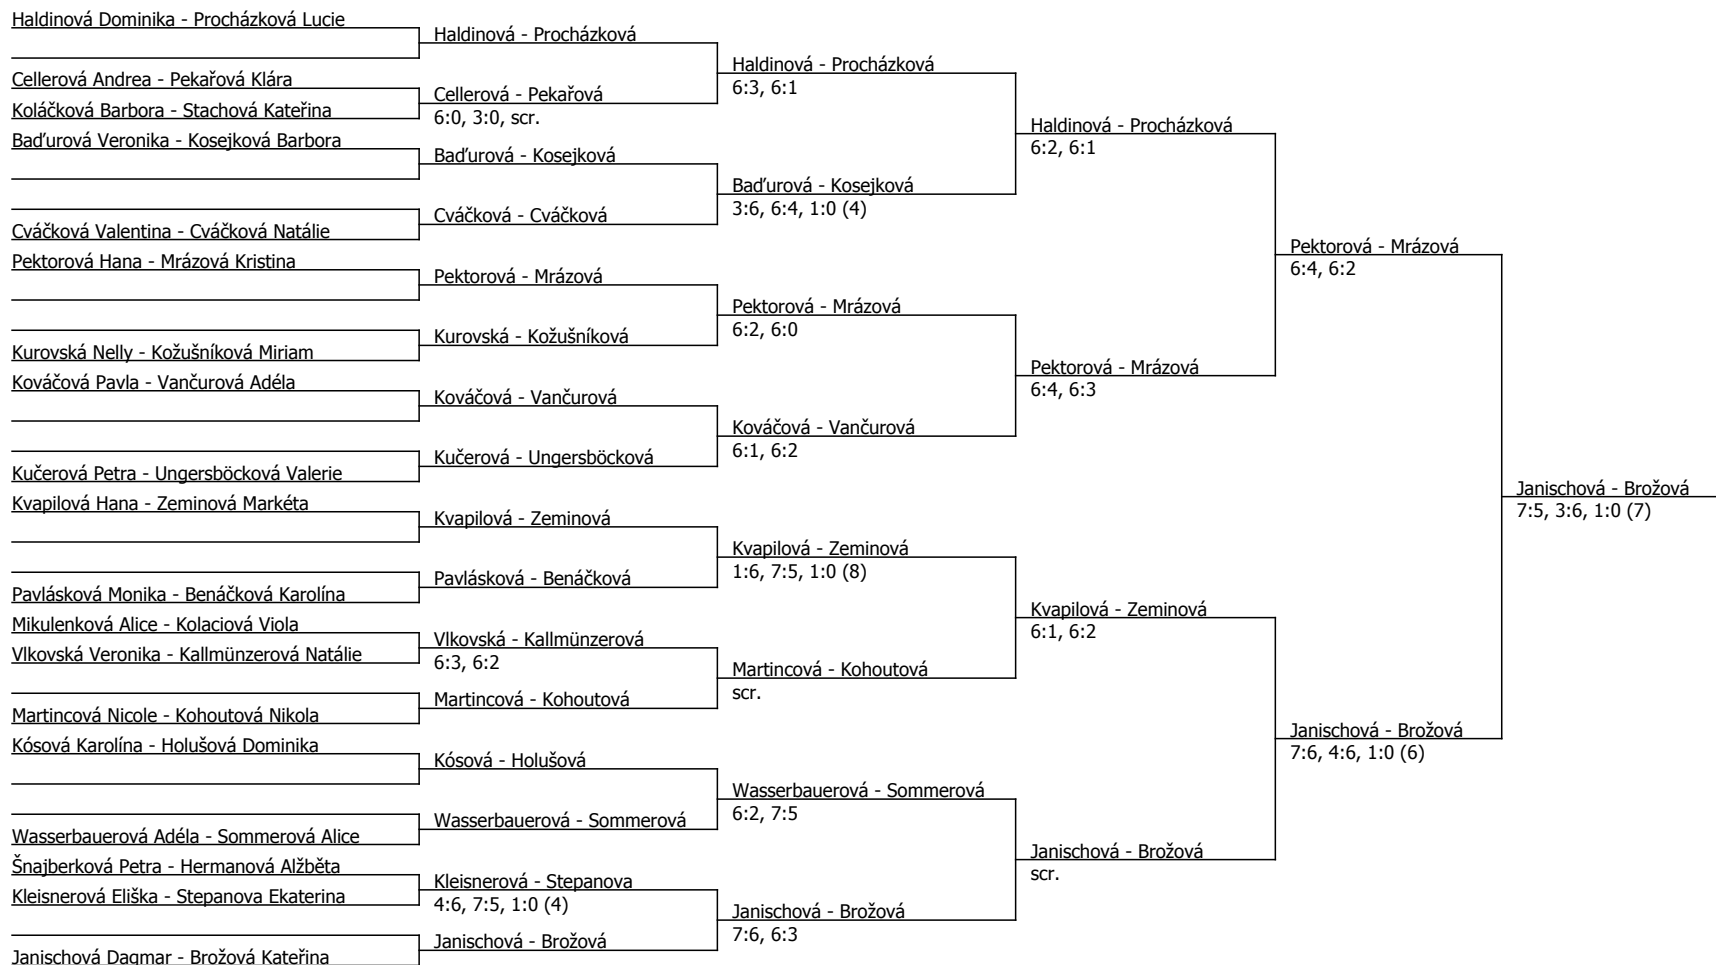 Haldinová Dominika - Procházková Lucie
Cellerová Andrea - Pekařová Klára
Koláčková Barbora - Stachová Kateřina
Baďurová Veronika - Kosejková Barbora
Cváčková Valentina - Cváčková Natálie
Pektorová Hana - Mrázová Kristina
Kurovská Nelly - Kožušníková Miriam
Kováčová Pavla - Vančurová Adéla
Kučerová Petra - Ungersböcková Valerie
Kvapilová Hana - Zeminová Markéta
Pavlásková Monika - Benáčková Karolína
Mikulenková Alice - Kolaciová Viola
Vlkovská Veronika - Kallmünzerová Natálie
Martincová Nicole - Kohoutová Nikola
Kósová Karolína - Holušová Dominika
Wasserbauerová Adéla - Sommerová Alice
Šnajberková Petra - Hermanová Alžběta
Kleisnerová Eliška - Stepanova Ekaterina
Janischová Dagmar - Brožová Kateřina
Haldinová - Procházková
Cellerová - Pekařová
6:0, 3:0, scr.
Baďurová - Kosejková
Cváčková - Cváčková
Pektorová - Mrázová
Kurovská - Kožušníková
Kováčová - Vančurová
Kučerová - Ungersböcková
Kvapilová - Zeminová
Pavlásková - Benáčková
Vlkovská - Kallmünzerová
6:3, 6:2
Martincová - Kohoutová
Kósová - Holušová
Wasserbauerová - Sommerová
Kleisnerová - Stepanova
4:6, 7:5, 1:0 (4)
Janischová - Brožová
Haldinová - Procházková
6:3, 6:1
Baďurová - Kosejková
3:6, 6:4, 1:0 (4)
Pektorová - Mrázová
6:2, 6:0
Kováčová - Vančurová
6:1, 6:2
Kvapilová - Zeminová
1:6, 7:5, 1:0 (8)
Martincová - Kohoutová
scr.
Wasserbauerová - Sommerová
6:2, 7:5
Janischová - Brožová
7:6, 6:3
Haldinová - Procházková
6:2, 6:1
Pektorová - Mrázová
6:4, 6:3
Kvapilová - Zeminová
6:1, 6:2
Janischová - Brožová
scr.
Pektorová - Mrázová
6:4, 6:2
Janischová - Brožová
7:6, 4:6, 1:0 (6)
Janischová - Brožová
7:5, 3:6, 1:0 (7)